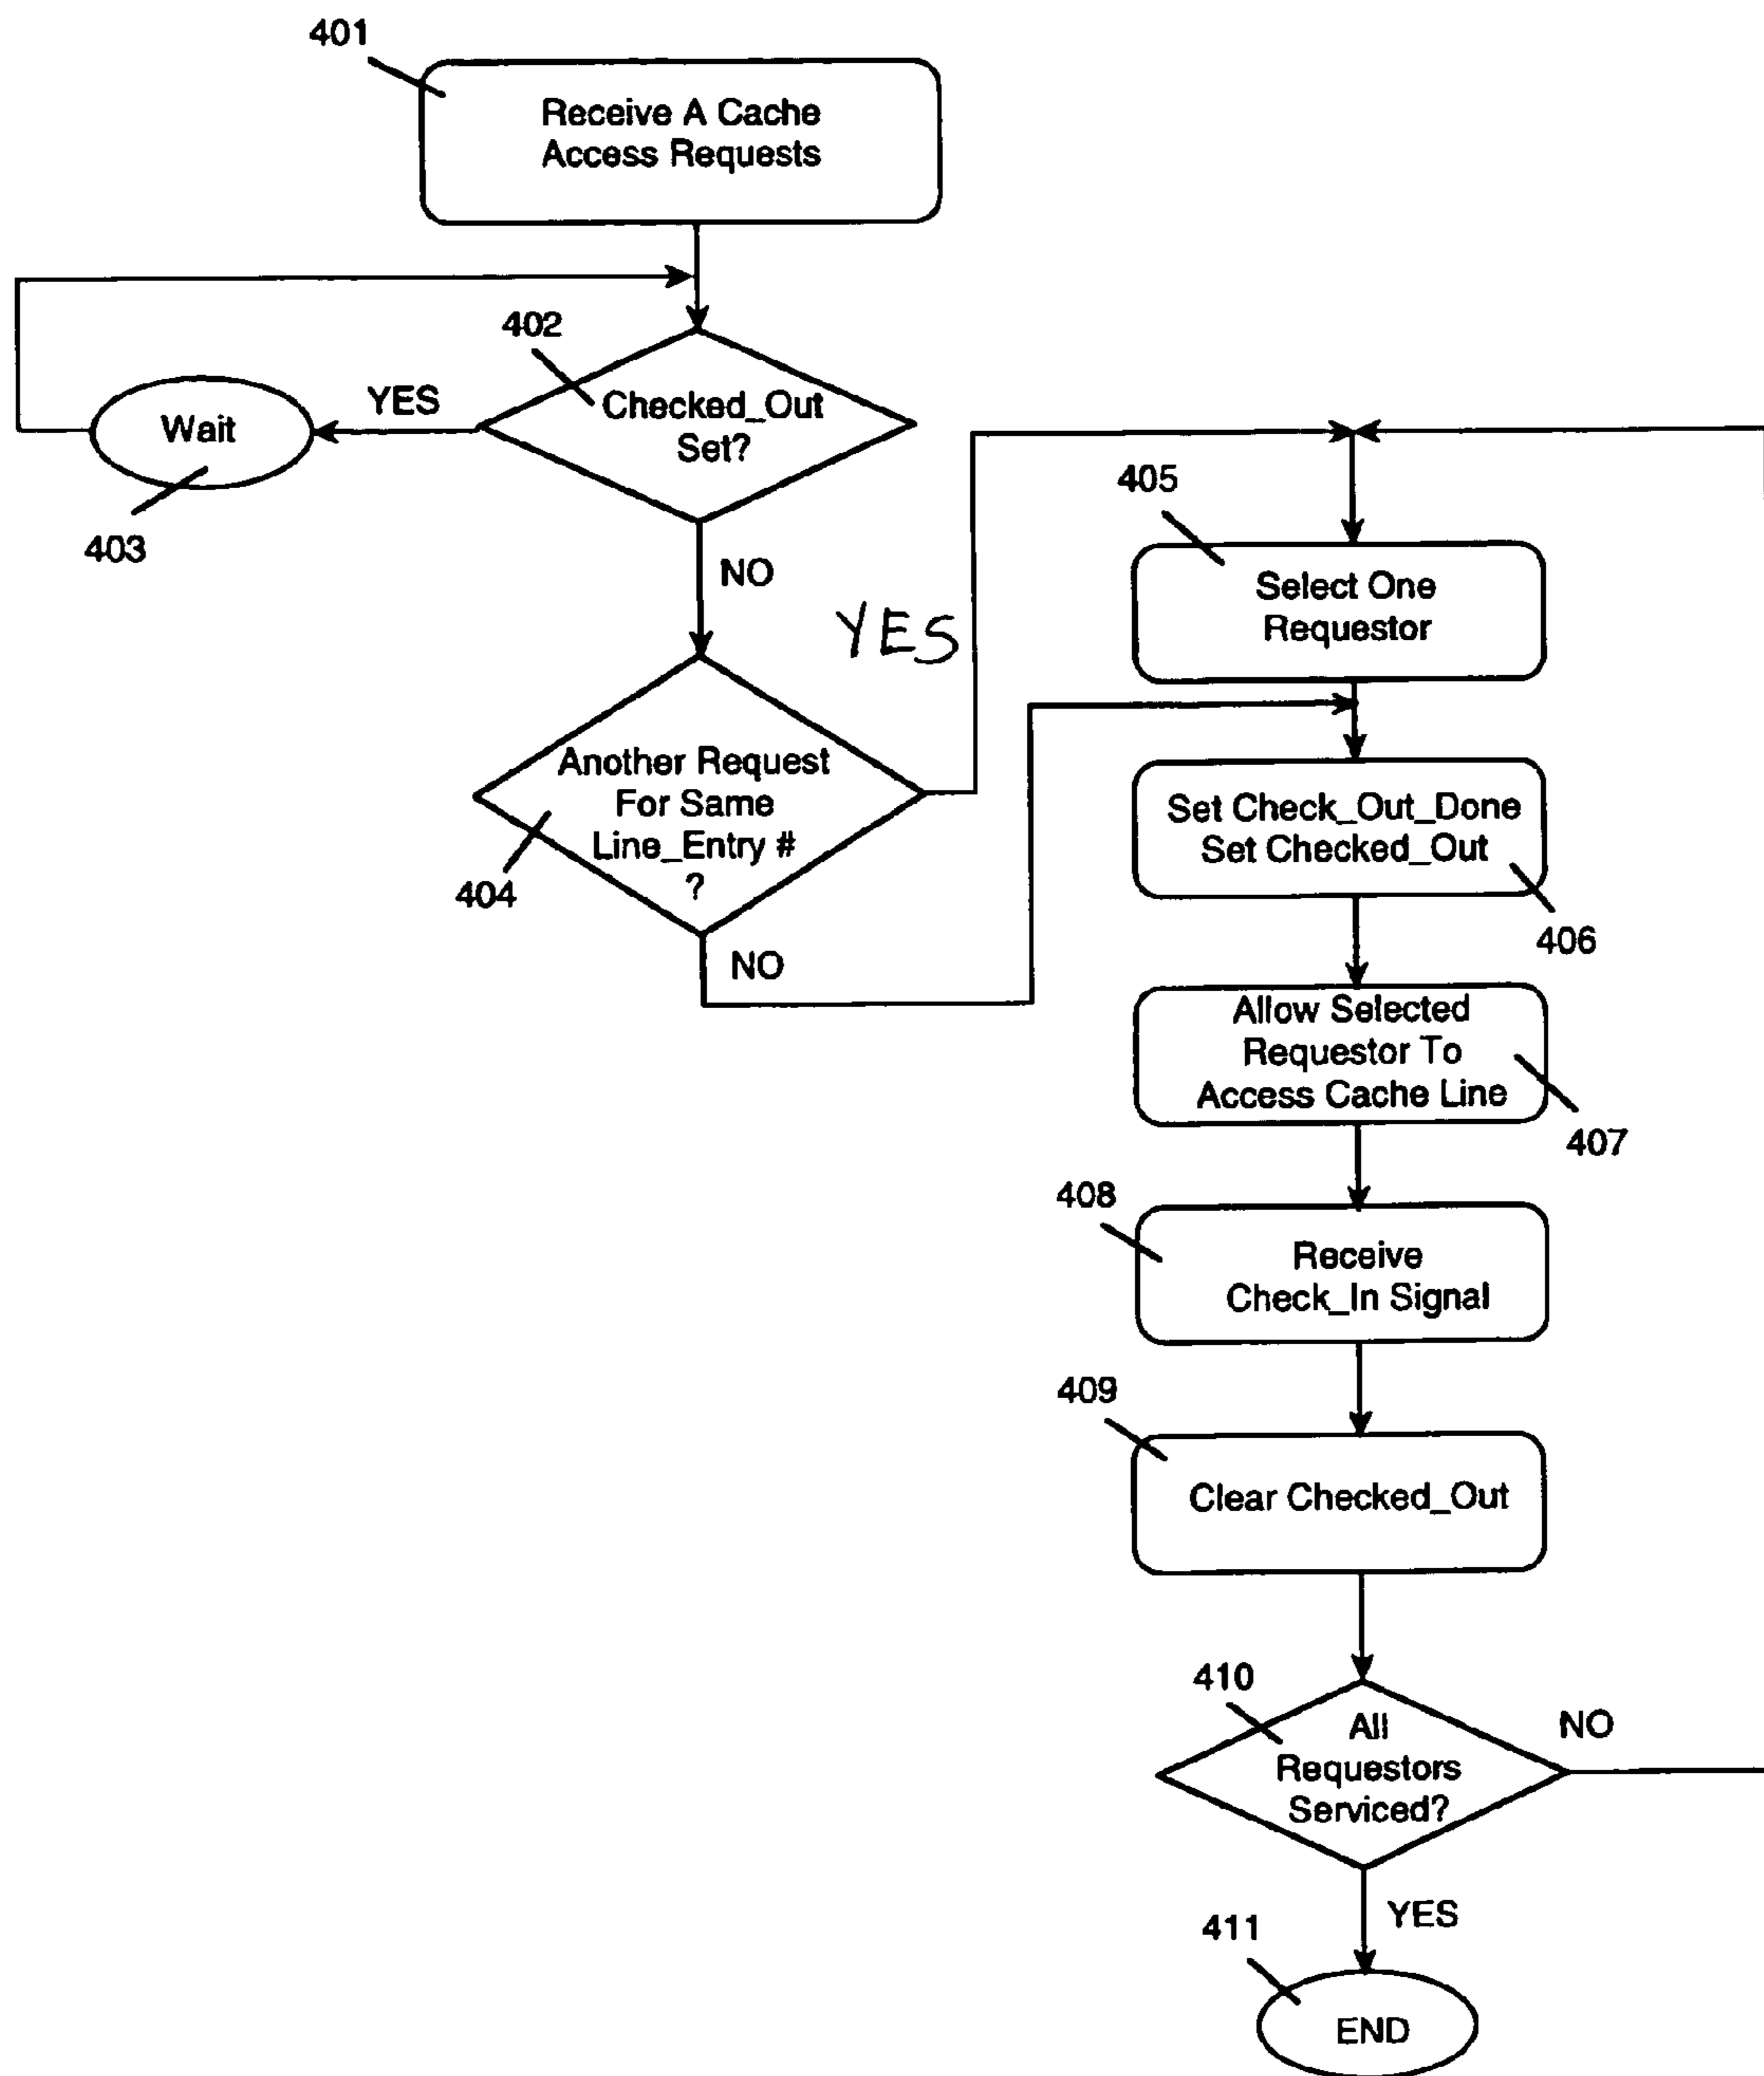 401
Receive A Cache
Access Requests
402
Checked_Out
Set?
YES
Wait
403
NO
YES
Another Request
For Same
Line_Entry #
?
404
NO
405
Select One
Requestor
Set Check_Out_Done
Set Checked_Out
406
Allow Selected
Requestor To
Access Cache Line
407
408
Receive
Check_In Signal
409
Clear Checked_Out
410
All
Requestors
Serviced?
NO
YES
411
END